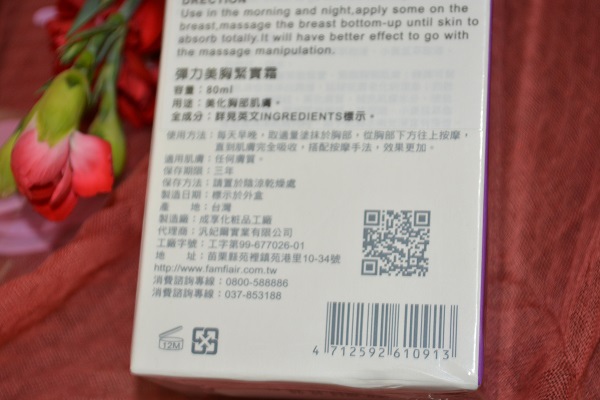 DRECTION
Use in the morning and night,apply some on the
breast,massage the breast bottom-up until skin to
absorb totally.It will have better effect to go with
the massage manipulation.
彈力美胸緊實霜
容量：80ml
用途：美化胸部肌膚。
全成分：詳見英文INGREDIENTS標示。
使用方法：每天早晚，取適量塗抹於胸部，從胸部下方往上按摩，
直到肌膚完全吸收，搭配按摩手法，效果更加。
適用肌膚：任何膚質。
保存期限：三年
保存方法：請置於陰涼乾燥處
製造日期：標示於外盒
產　　地：台灣
製造廠：成享化粧品工廠
代理商：汎妃爾實業有限公司
工廠字號：工字第99-677026-01
地　　址：苗栗縣苑裡鎮苑港里10-34號
http://www.famfiair.com.tw
消費諮詢專線：0800-588886
消費諮詢專線：037-853188
12M
4 712592 610913